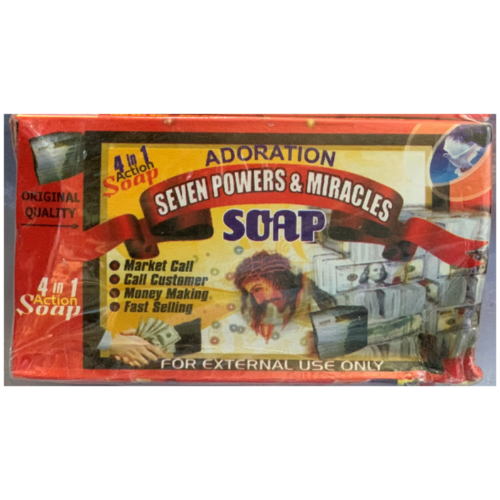 4 in 1
Action
Soap
ORIGINAL
QUALITY
4 in 1
Action
Soap
ADORATION
SEVEN POWERS & MIRACLES
SOAP
Market Call
Call Customer
Money Making
Fast Selling
FOR EXTERNAL USE ONLY